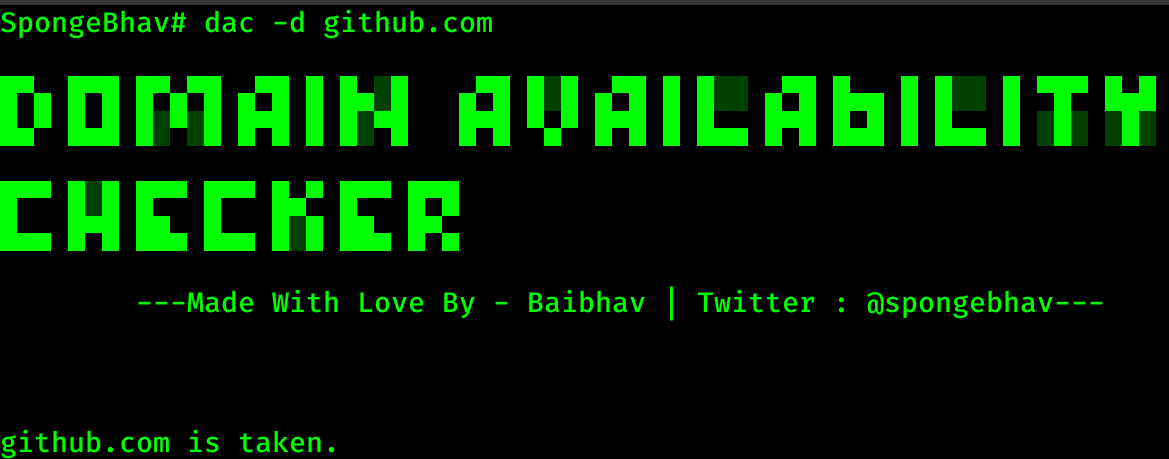 SpongeBhav# dac -d github.com
DOMAIN AVAILAbILITY
CHECKER
---Made With Love By - Baibhav | Twitter : @spongebhav---
github.com is taken.